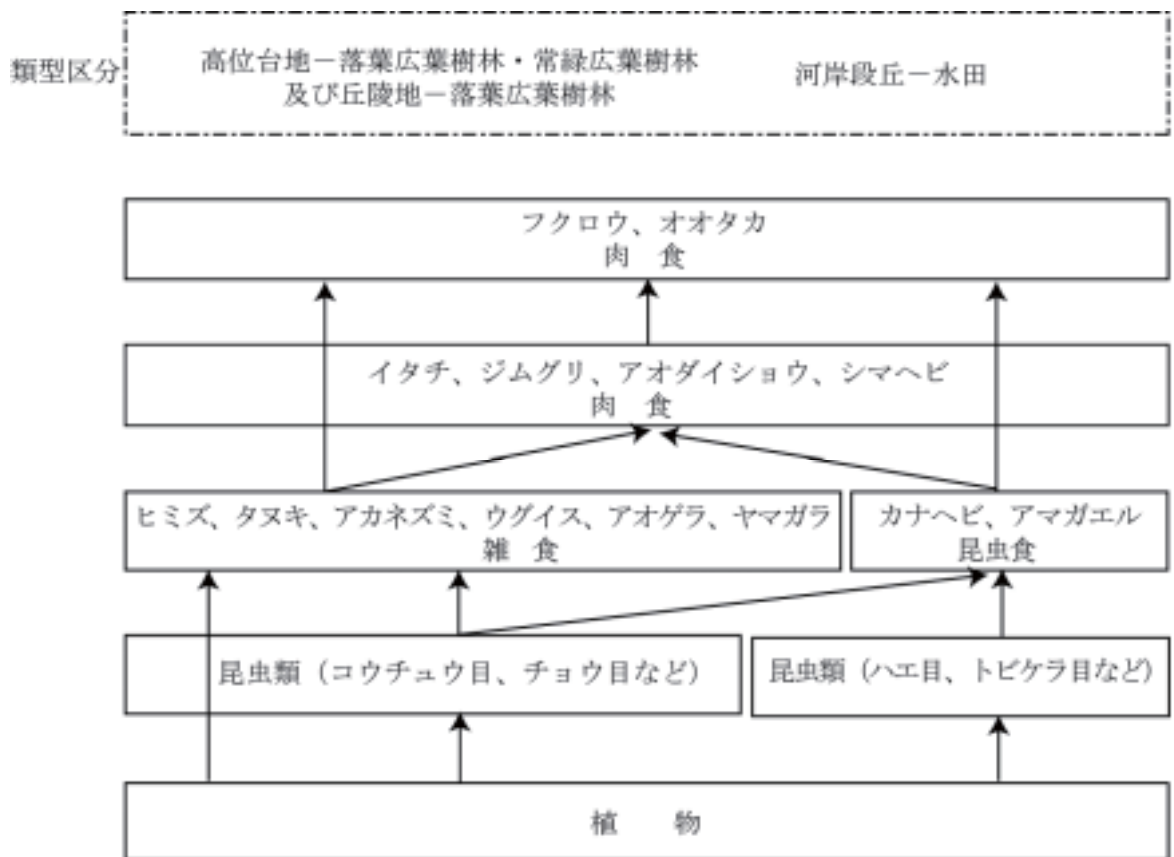 類型区分
高位台地－落葉広葉樹林・常緑広葉樹林
及び丘陵地－落葉広葉樹林
河岸段丘－水田
フクロウ、オオタカ
肉　食
イタチ、ジムグリ、アオダイショウ、シマヘビ
肉　食
ヒミズ、タヌキ、アカネズミ、ウグイス、アオゲラ、ヤマガラ
雑　食
カナヘビ、アマガエル
昆虫食
昆虫類（コウチュウ目、チョウ目など）
昆虫類（ハエ目、トビケラ目など）
植　　物